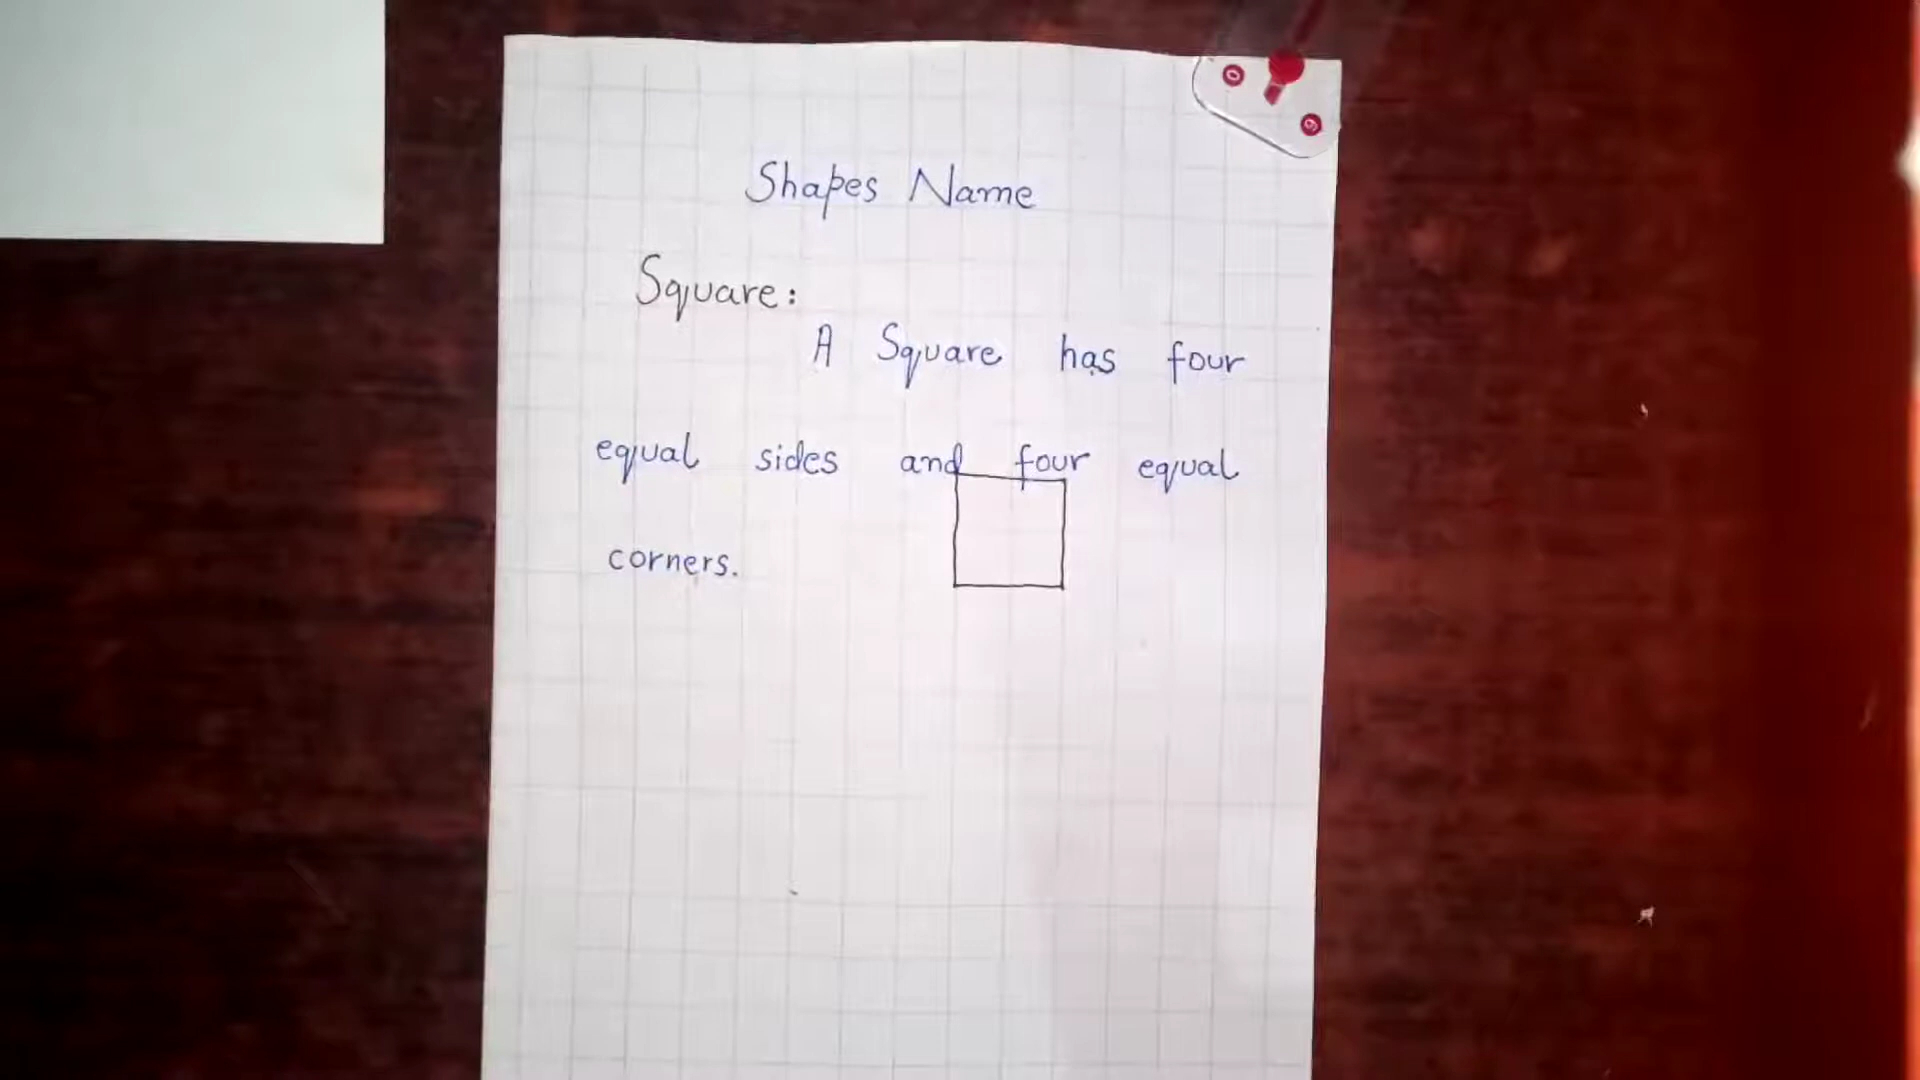 Shapes Name
Square:
A Square has four
equal sides and four equal
corners.